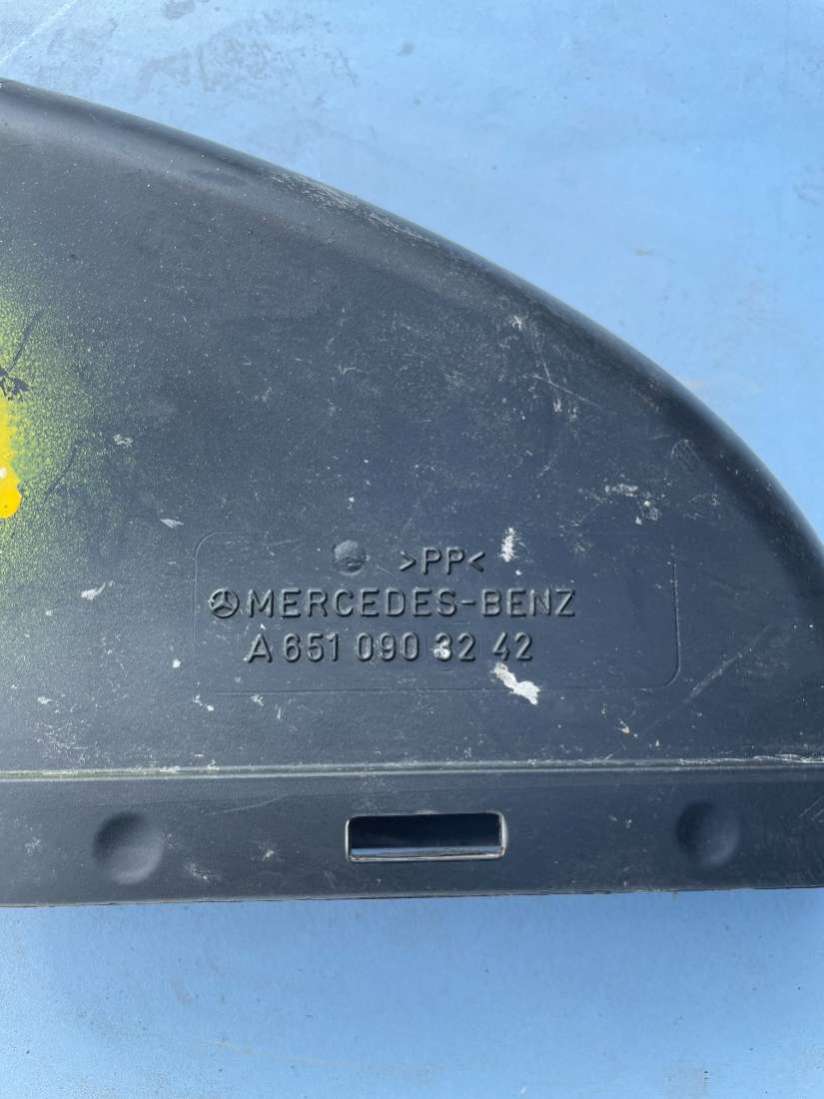 >PP<
MERCEDES-BENZ
A 651 090 32 42